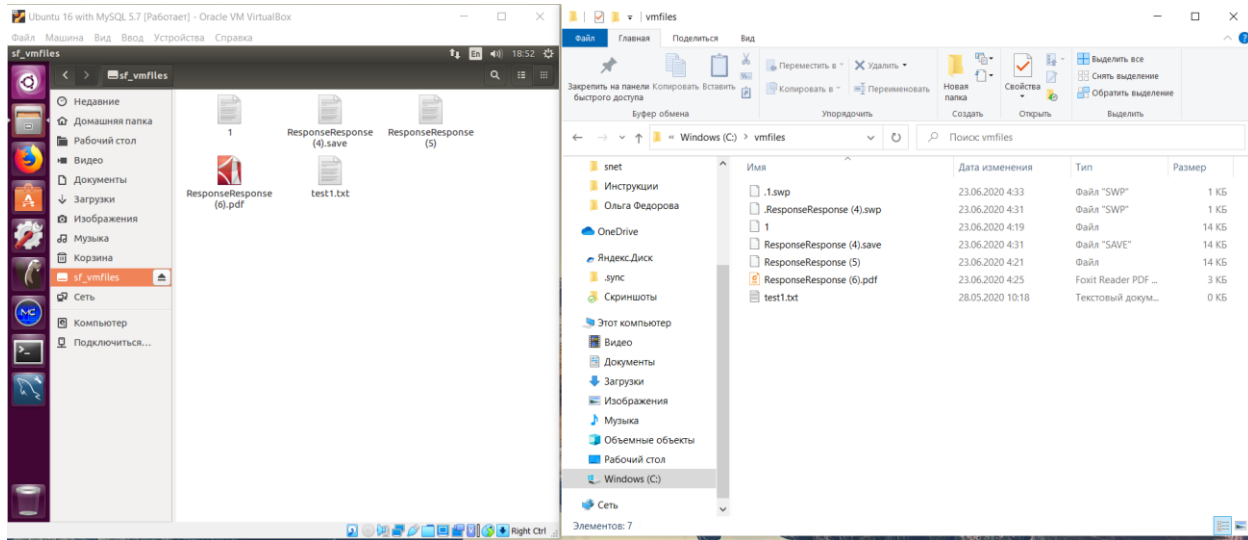 Ubuntu 16 with MySQL 5.7 [Работает] - Oracle VM VirtualBox
Файл Машина Вид Ввод Устройства Справка
sf_vmfiles
En
18:52
sf_vmfiles
Недавние
Домашняя папка
Рабочий стол
Видео
Документы
Загрузки
Изображения
Музыка
Корзина
sf_vmfiles
Сеть
Компьютер
Подключиться...
1
ResponseResponse
(4).save
ResponseResponse
(5)
ResponseResponse
(6).pdf
test1.txt
Right Ctrl
vmfiles
Файл Главная Поделиться Вид
Закрепить на панели
быстрого доступа
Копировать
Вставить
Буфер обмена
Переместить в
Копировать в
Удалить
Переименовать
Упорядочить
Новая
папка
Создать
Свойства
Открыть
Выделить все
Снять выделение
Обратить выделение
Выделить
« Windows (C:) > vmfiles
Поиск: vmfiles
snet
Инструкции
Ольга Федорова
OneDrive
Яндекс.Диск
.sync
Скриншоты
Этот компьютер
Видео
Документы
Загрузки
Изображения
Музыка
Объемные объекты
Рабочий стол
Windows (C:)
Сеть
Имя Дата изменения Тип Размер
.1.swp 23.06.2020 4:33 Файл "SWP" 1 КБ
.ResponseResponse (4).swp 23.06.2020 4:31 Файл "SWP" 1 КБ
1 23.06.2020 4:19 Файл 14 КБ
ResponseResponse (4).save 23.06.2020 4:31 Файл "SAVE" 14 КБ
ResponseResponse (5) 23.06.2020 4:21 Файл 14 КБ
ResponseResponse (6).pdf 23.06.2020 4:25 Foxit Reader PDF ... 3 КБ
test1.txt 28.05.2020 10:18 Текстовый докум... 0 КБ
Элементов: 7